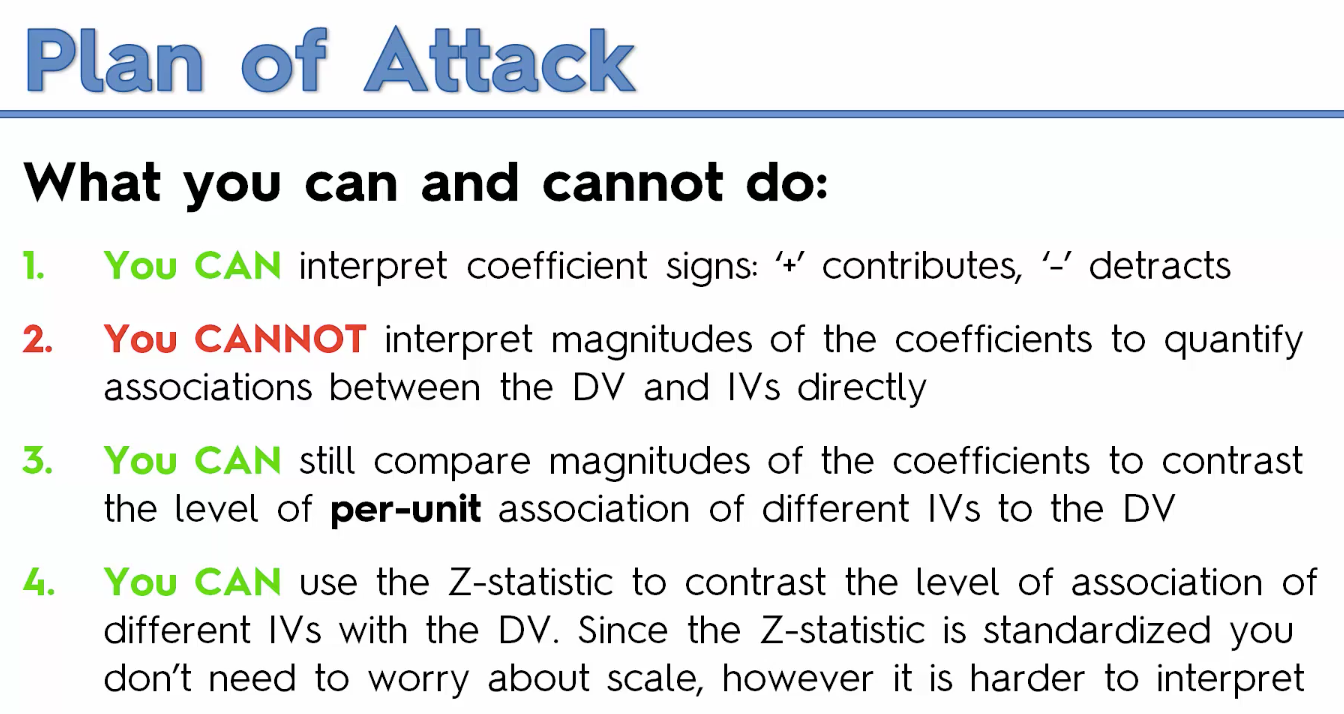 Plan of Attack
What you can and cannot do:
1. You CAN interpret coefficient signs: ‘+’ contributes, ‘-’ detracts
2. You CANNOT interpret magnitudes of the coefficients to quantify
associations between the DV and IVs directly
3. You CAN still compare magnitudes of the coefficients to contrast
the level of per-unit association of different IVs to the DV
4. You CAN use the Z-statistic to contrast the level of association of
different IVs with the DV. Since the Z-statistic is standardized you
don’t need to worry about scale, however it is harder to interpret